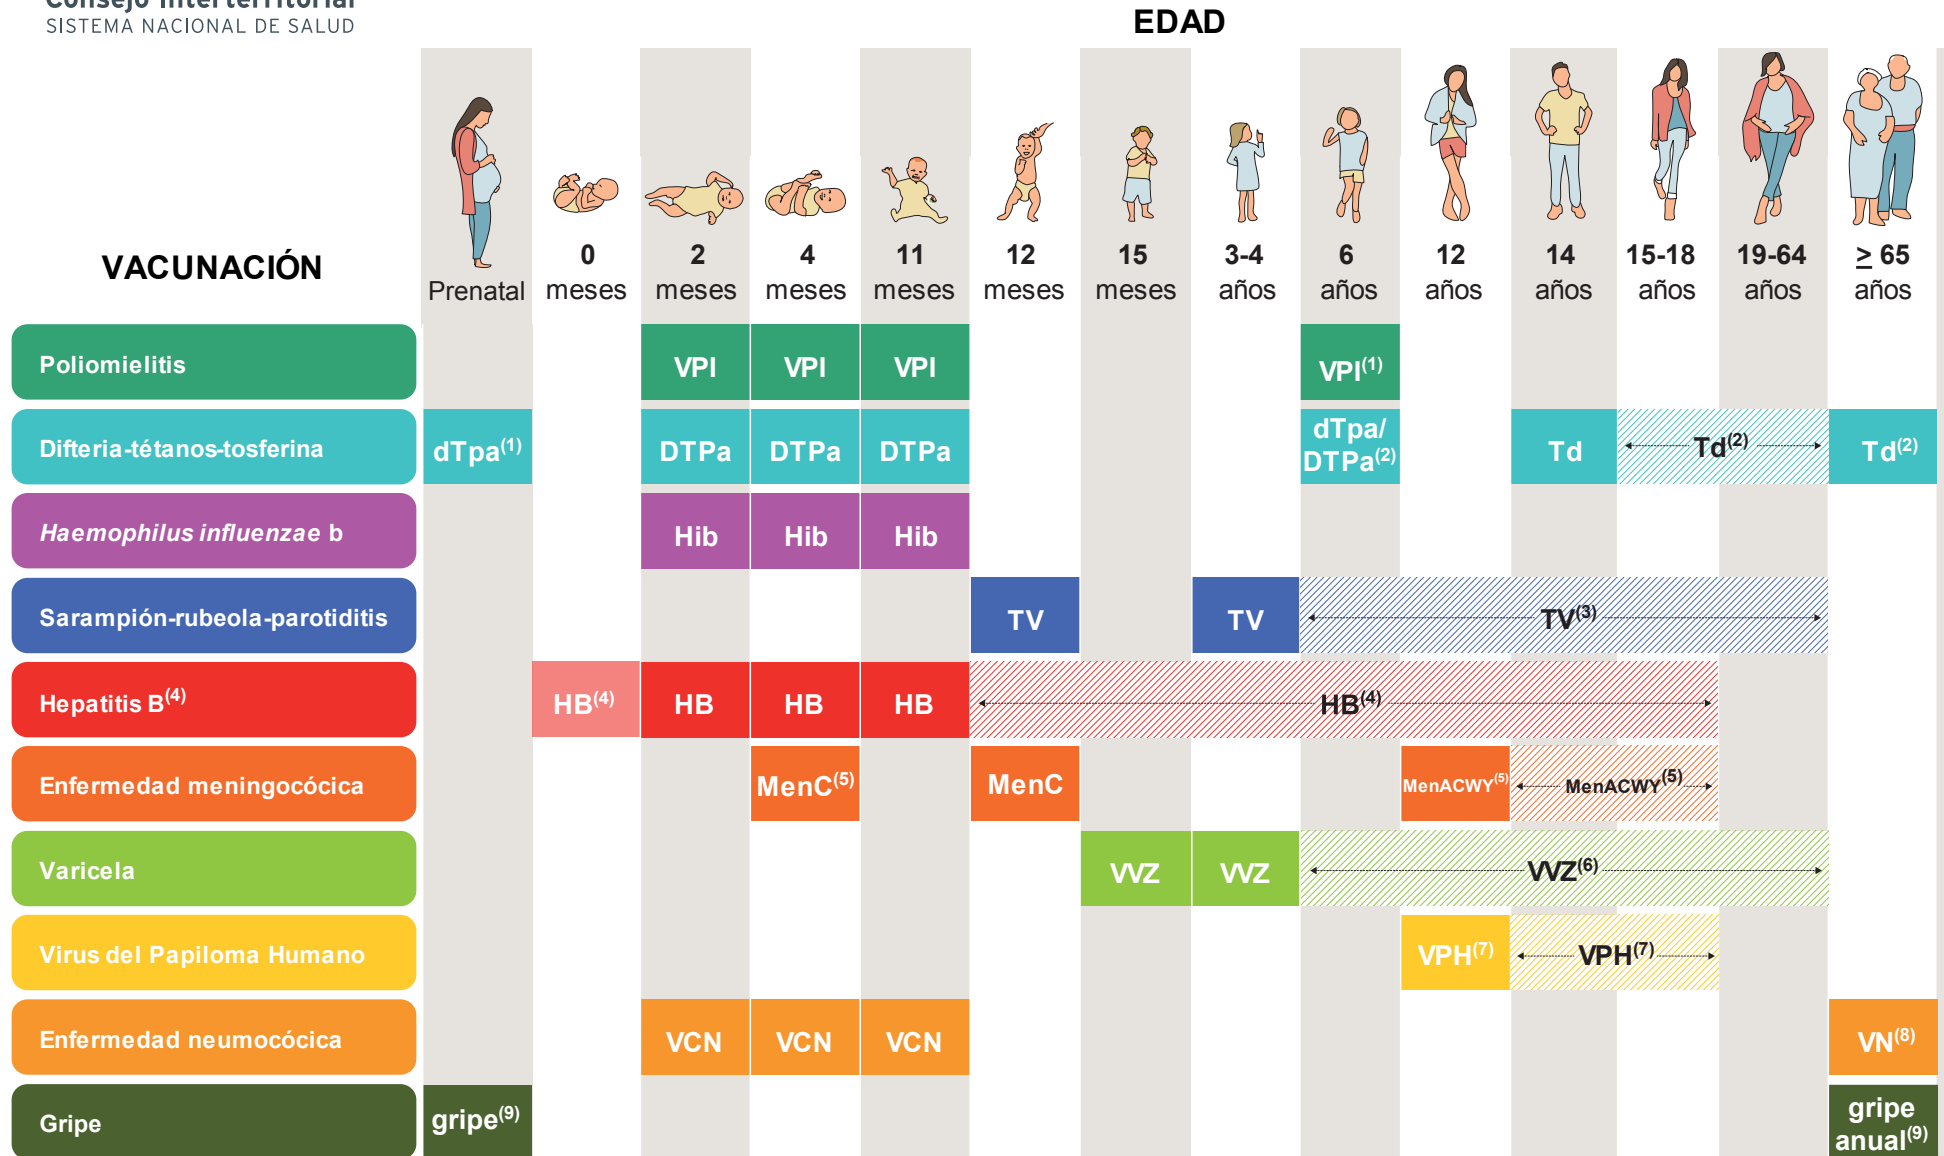 Consejo Interterritorial
SISTEMA NACIONAL DE SALUD
EDAD
VACUNACIÓN
Prenatal
0
meses
2
meses
4
meses
11
meses
12
meses
15
meses
3-4
años
6
años
12
años
14
años
15-18
años
19-64
años
≥ 65
años
Poliomielitis
VPI VPI VPI VPI(1)
Difteria-tétanos-tosferina
dTpa(1) DTPa DTPa DTPa
dTpa/
DTPa(2)
Td Td(2) Td(2)
Haemophilus influenzae b
Hib Hib Hib
Sarampión-rubeola-parotiditis
TV TV TV(3)
Hepatitis B(4)
HB(4) HB HB HB HB(4)
Enfermedad meningocócica
MenC(5) MenC MenACWY(5) MenACWY(5)
Varicela
VVZ VVZ VVZ(6)
Virus del Papiloma Humano
VPH(7) VPH(7)
Enfermedad neumocócica
VCN VCN VCN VN(8)
Gripe
gripe(9)
gripe
anual(9)